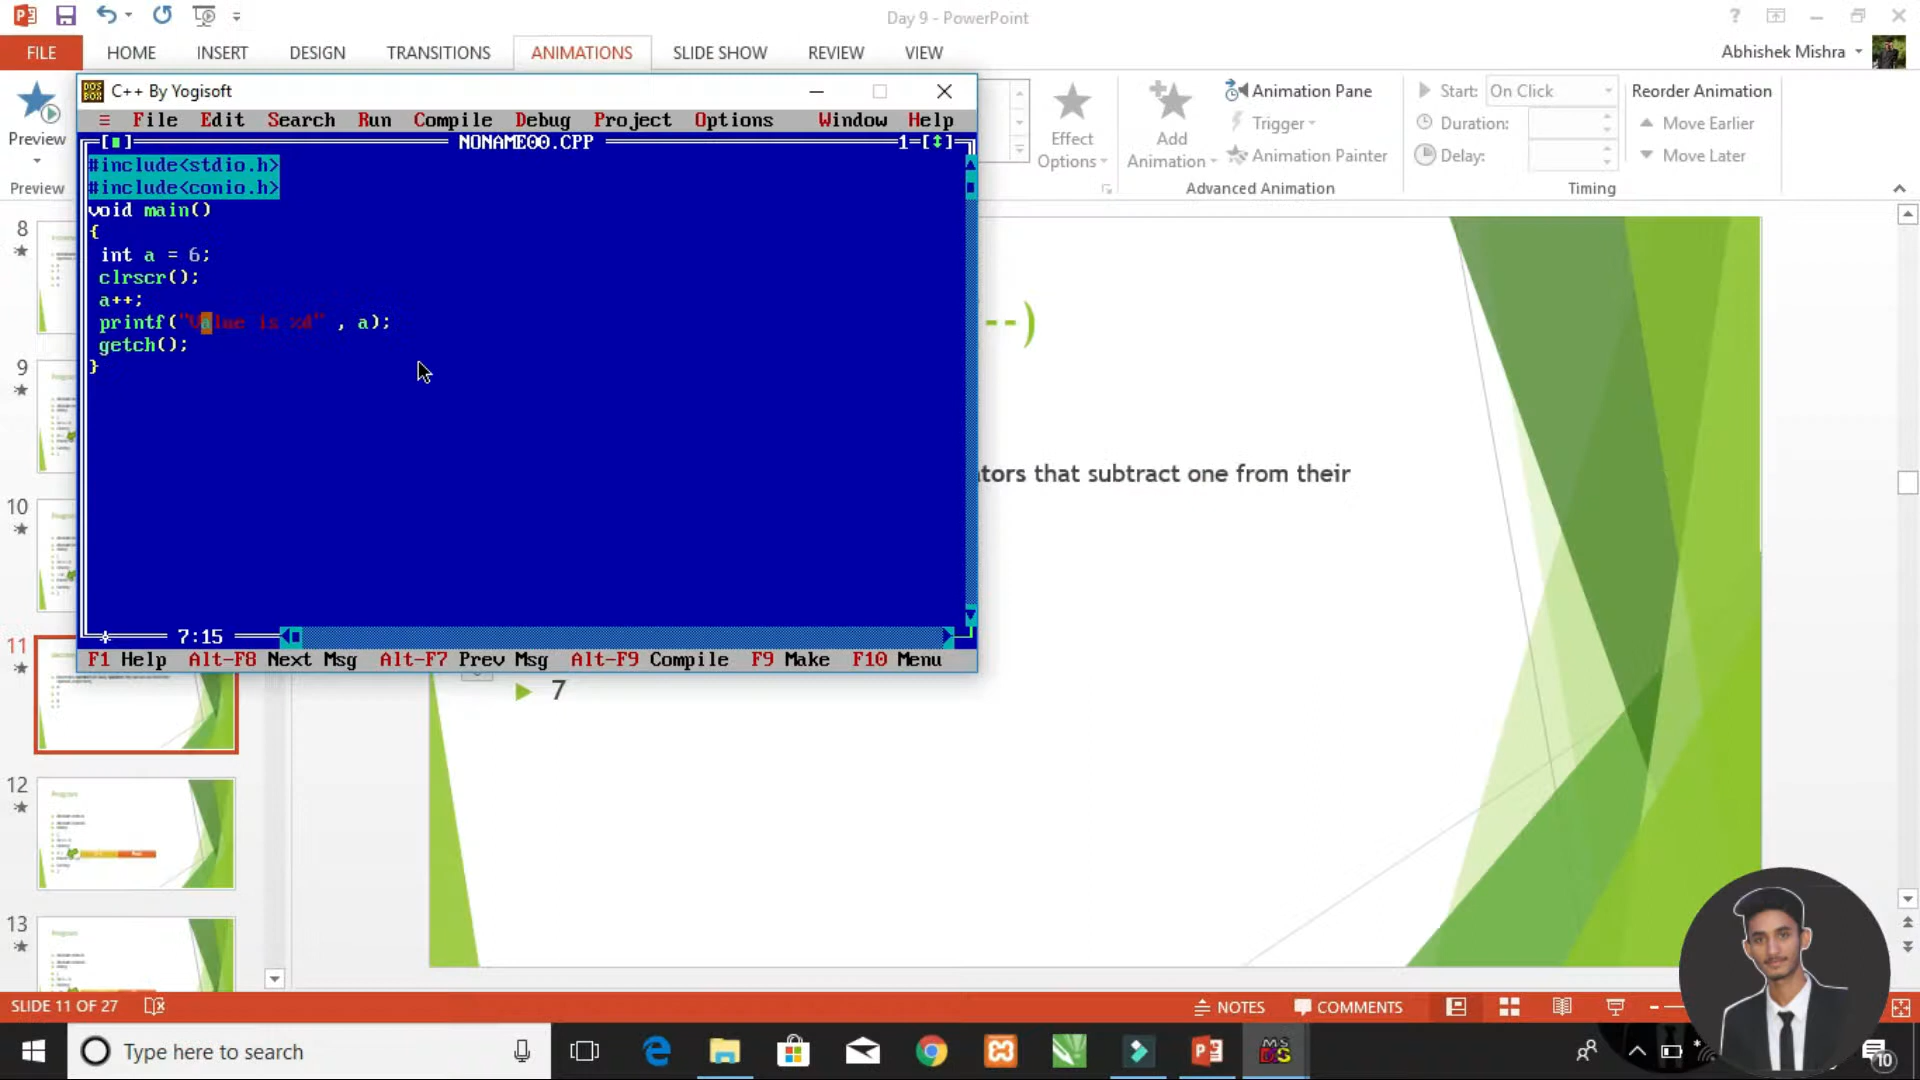 Day 9 - PowerPoint
FILE HOME INSERT DESIGN TRANSITIONS ANIMATIONS SLIDE SHOW REVIEW VIEW
Abhishek Mishra
Preview
Preview
C++ By Yogisoft
File Edit Search Run Compile Debug Project Options Window Help
NONAME00.CPP
1=[↕]
#include<stdio.h>
#include<conio.h>
void main()
{
int a = 6;
clrscr();
a++;
printf("Value is %d" , a);
getch();
}
7:15
F1 Help Alt-F8 Next Msg Alt-F7 Prev Msg Alt-F9 Compile F9 Make F10 Menu
Effect
Options
Add
Animation
Animation Pane
Trigger
Animation Painter
Advanced Animation
Start: On Click
Duration:
Delay:
Reorder Animation
Move Earlier
Move Later
Timing
--)
ators that subtract one from their
7
8
9
10
11
12
Program
13
Program
SLIDE 11 OF 27
NOTES
COMMENTS
Type here to search
MS
10